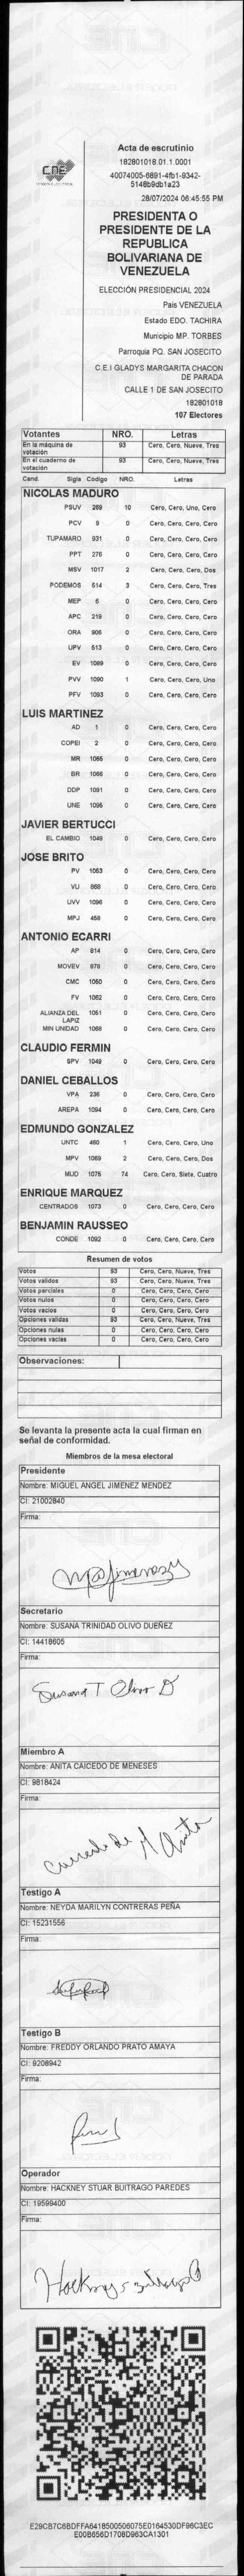 CNE
Acta de escrutinio
182801018.01.1.0001
40074005-6891-4fb1-9342-
5148b9db1a23
28/07/2024 06:45:55 PM
PRESIDENTA O
PRESIDENTE DE LA
REPUBLICA
BOLIVARIANA DE
VENEZUELA
ELECCIÓN PRESIDENCIAL 2024
País VENEZUELA
Estado EDO. TACHIRA
Municipio MP. TORBES
Parroquia PQ. SAN JOSECITO
C.E.I GLADYS MARGARITA CHACON
DE PARADA
CALLE 1 DE SAN JOSECITO
182801018
107 Electores
Votantes NRO. Letras
En la máquina de votación 93 Cero, Cero, Nueve, Tres
En el cuaderno de votación 93 Cero, Cero, Nueve, Tres
Cand. Sigla Código NRO. Letras
NICOLAS MADURO
PSUV 269 10 Cero, Cero, Uno, Cero
PCV 9 0 Cero, Cero, Cero, Cero
TUPAMARO 931 0 Cero, Cero, Cero, Cero
PPT 276 0 Cero, Cero, Cero, Cero
MSV 1017 2 Cero, Cero, Cero, Dos
PODEMOS 514 3 Cero, Cero, Cero, Tres
MEP 6 0 Cero, Cero, Cero, Cero
APC 219 0 Cero, Cero, Cero, Cero
ORA 906 0 Cero, Cero, Cero, Cero
UPV 513 0 Cero, Cero, Cero, Cero
EV 1089 0 Cero, Cero, Cero, Cero
PVV 1090 1 Cero, Cero, Cero, Uno
PFV 1093 0 Cero, Cero, Cero, Cero
LUIS MARTINEZ
AD 1 0 Cero, Cero, Cero, Cero
COPEI 2 0 Cero, Cero, Cero, Cero
MR 1065 0 Cero, Cero, Cero, Cero
BR 1066 0 Cero, Cero, Cero, Cero
DDP 1091 0 Cero, Cero, Cero, Cero
UNE 1095 0 Cero, Cero, Cero, Cero
JAVIER BERTUCCI
EL CAMBIO 1048 0 Cero, Cero, Cero, Cero
JOSE BRITO
PV 1053 0 Cero, Cero, Cero, Cero
VU 868 0 Cero, Cero, Cero, Cero
UVV 1096 0 Cero, Cero, Cero, Cero
MPJ 458 0 Cero, Cero, Cero, Cero
ANTONIO ECARRI
AP 814 0 Cero, Cero, Cero, Cero
MOVEV 978 0 Cero, Cero, Cero, Cero
CMC 1050 0 Cero, Cero, Cero, Cero
FV 1062 0 Cero, Cero, Cero, Cero
ALIANZA DEL LAPIZ 1051 0 Cero, Cero, Cero, Cero
MIN UNIDAD 1068 0 Cero, Cero, Cero, Cero
CLAUDIO FERMIN
SPV 1049 0 Cero, Cero, Cero, Cero
DANIEL CEBALLOS
VPA 236 0 Cero, Cero, Cero, Cero
AREPA 1094 0 Cero, Cero, Cero, Cero
EDMUNDO GONZALEZ
UNTC 460 1 Cero, Cero, Cero, Uno
MPV 1069 2 Cero, Cero, Cero, Dos
MUD 1075 74 Cero, Cero, Siete, Cuatro
ENRIQUE MARQUEZ
CENTRADOS 1073 0 Cero, Cero, Cero, Cero
BENJAMIN RAUSSEO
CONDE 1092 0 Cero, Cero, Cero, Cero
Resumen de votos
Votos 93 Cero, Cero, Nueve, Tres
Votos validos 93 Cero, Cero, Nueve, Tres
Votos parciales 0 Cero, Cero, Cero, Cero
Votos nulos 0 Cero, Cero, Cero, Cero
Votos vacios 0 Cero, Cero, Cero, Cero
Opciones validas 93 Cero, Cero, Nueve, Tres
Opciones nulas 0 Cero, Cero, Cero, Cero
Opciones vacias 0 Cero, Cero, Cero, Cero
Observaciones:
Se levanta la presente acta la cual firman en
señal de conformidad.
Miembros de la mesa electoral
Presidente
Nombre: MIGUEL ANGEL JIMENEZ MENDEZ
CI: 21002840
Firma:
Secretario
Nombre: SUSANA TRINIDAD OLIVO DUEÑEZ
CI: 14418605
Firma:
Susana T Olivo D
Miembro A
Nombre: ANITA CAICEDO DE MENESES
CI: 9818424
Firma:
Testigo A
Nombre: NEYDA MARILYN CONTRERAS PEÑA
CI: 15231556
Firma:
Testigo B
Nombre: FREDDY ORLANDO PRATO AMAYA
CI: 9208942
Firma:
Operador
Nombre: HACKNEY STUAR BUITRAGO PAREDES
CI: 19599400
Firma:
E29CB7C6BDFFA6418500506075E0164530DF96C3EC
E00B656D1708D963CA1301